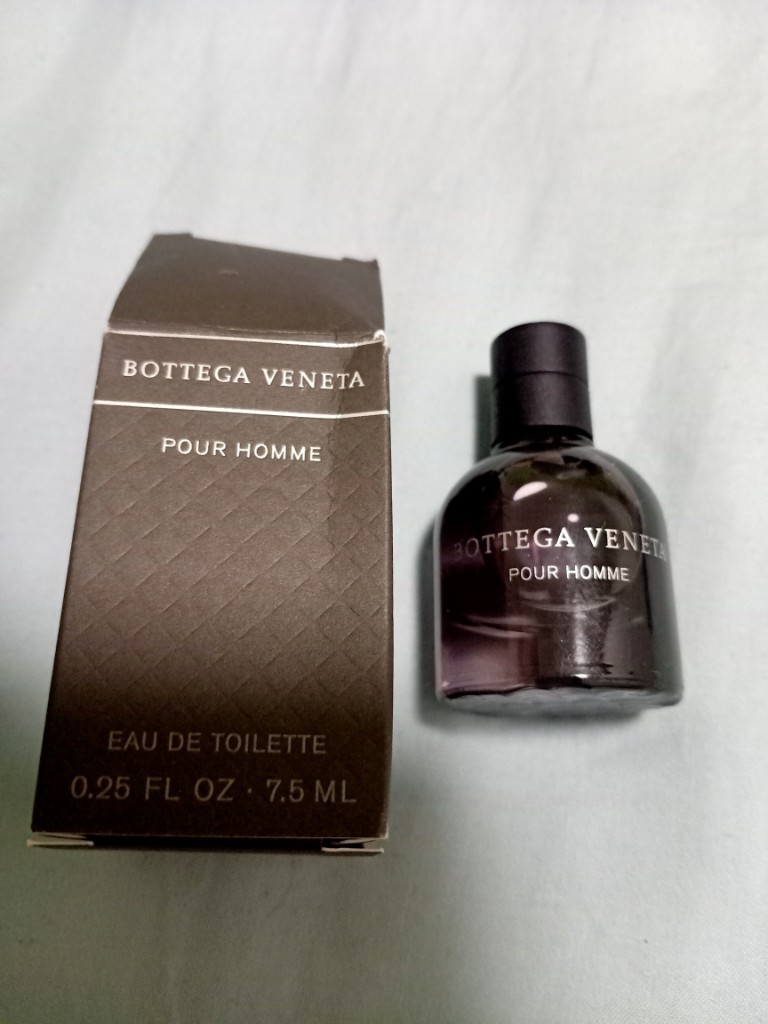 BOTTEGA VENETA
POUR HOMME
EAU DE TOILETTE
0.25 FL OZ · 7.5 ML
BOTTEGA VENETA
POUR HOMME